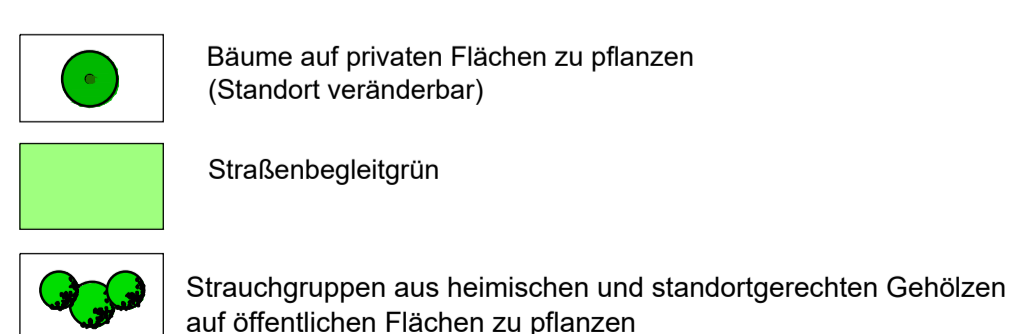 Bäume auf privaten Flächen zu pflanzen
(Standort veränderbar)
Straßenbegleitgrün
Strauchgruppen aus heimischen und standortgerechten Gehölzen
auf öffentlichen Flächen zu pflanzen